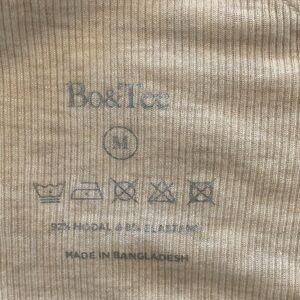 Bo&Tee
M
92% MODAL & 8% ELASTANE
MADE IN BANGLADESH